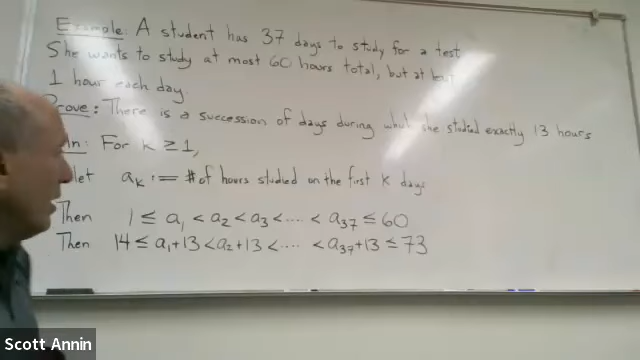 Example: A student has 37 days to study for a test
She wants to study at most 60 hours total, but at least
1 hour each day.
Prove: There is a succession of days during which she studied exactly 13 hours
For k ≥ 1,
let a_k := # of hours studied on the first k days
Then 1 ≤ a_1 < a_2 < a_3 < ···· < a_37 ≤ 60
Then 14 ≤ a_1+13 < a_2+13 < ···· < a_37+13 ≤ 73
Scott Annin